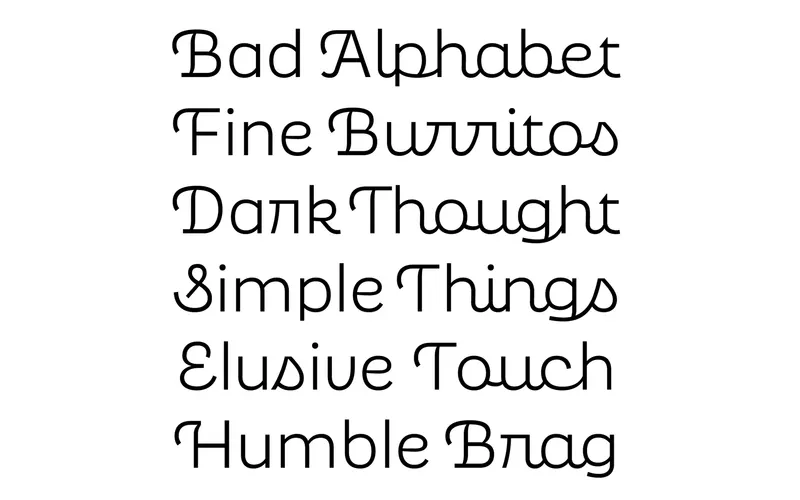 Bad Alphabet
Fine Burritos
Dark Thought
Simple Things
Elusive Touch
Humble Brag